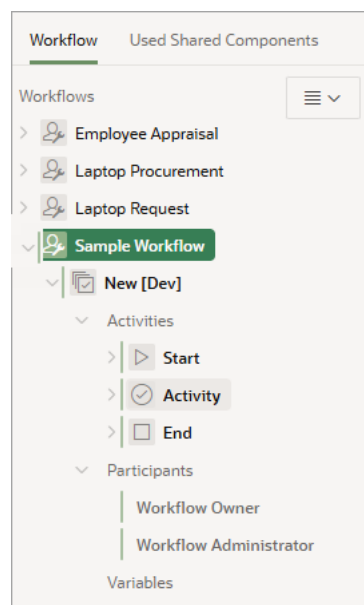 Workflow Used Shared Components
Workflows
Employee Appraisal
Laptop Procurement
Laptop Request
Sample Workflow
New [Dev]
Activities
Start
Activity
End
Participants
Workflow Owner
Workflow Administrator
Variables